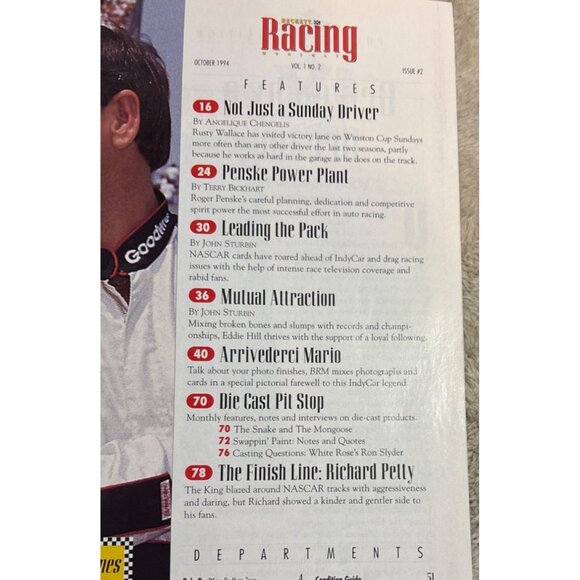 BECKETT
Racing
MONTHLY
OCTOBER 1994
VOL. 1 NO. 2
ISSUE #2
FEATURES
16 Not Just a Sunday Driver
BY ANGELIQUE CHENGELIS
Rusty Wallace has visited victory lane on Winston Cup Sundays
more often than any other driver the last two seasons, partly
because he works as hard in the garage as he does on the track.
24 Penske Power Plant
BY TERRY BICKHART
Roger Penske's careful planning, dedication and competitive
spirit power the most successful effort in auto racing.
30 Leading the Pack
BY JOHN STURBIN
NASCAR cards have roared ahead of IndyCar and drag racing
issues with the help of intense race television coverage and
rabid fans.
36 Mutual Attraction
BY JOHN STURBIN
Mixing broken bones and slumps with records and champi-
onships, Eddie Hill thrives with the support of a loyal following.
40 Arrivederci Mario
Talk about your photo finishes, BRM mixes photographs and
cards in a special pictorial farewell to this IndyCar legend.
70 Die Cast Pit Stop
Monthly features, notes and interviews on die-cast products.
70 The Snake and The Mongoose
72 Swappin' Paint: Notes and Quotes
76 Casting Questions: White Rose's Ron Slyder
78 The Finish Line: Richard Petty
The King blazed around NASCAR tracks with aggressiveness
and daring, but Richard showed a kinder and gentler side to
his fans.
DEPARTMENTS
4 Condition Guide 51
GOODWR
nes